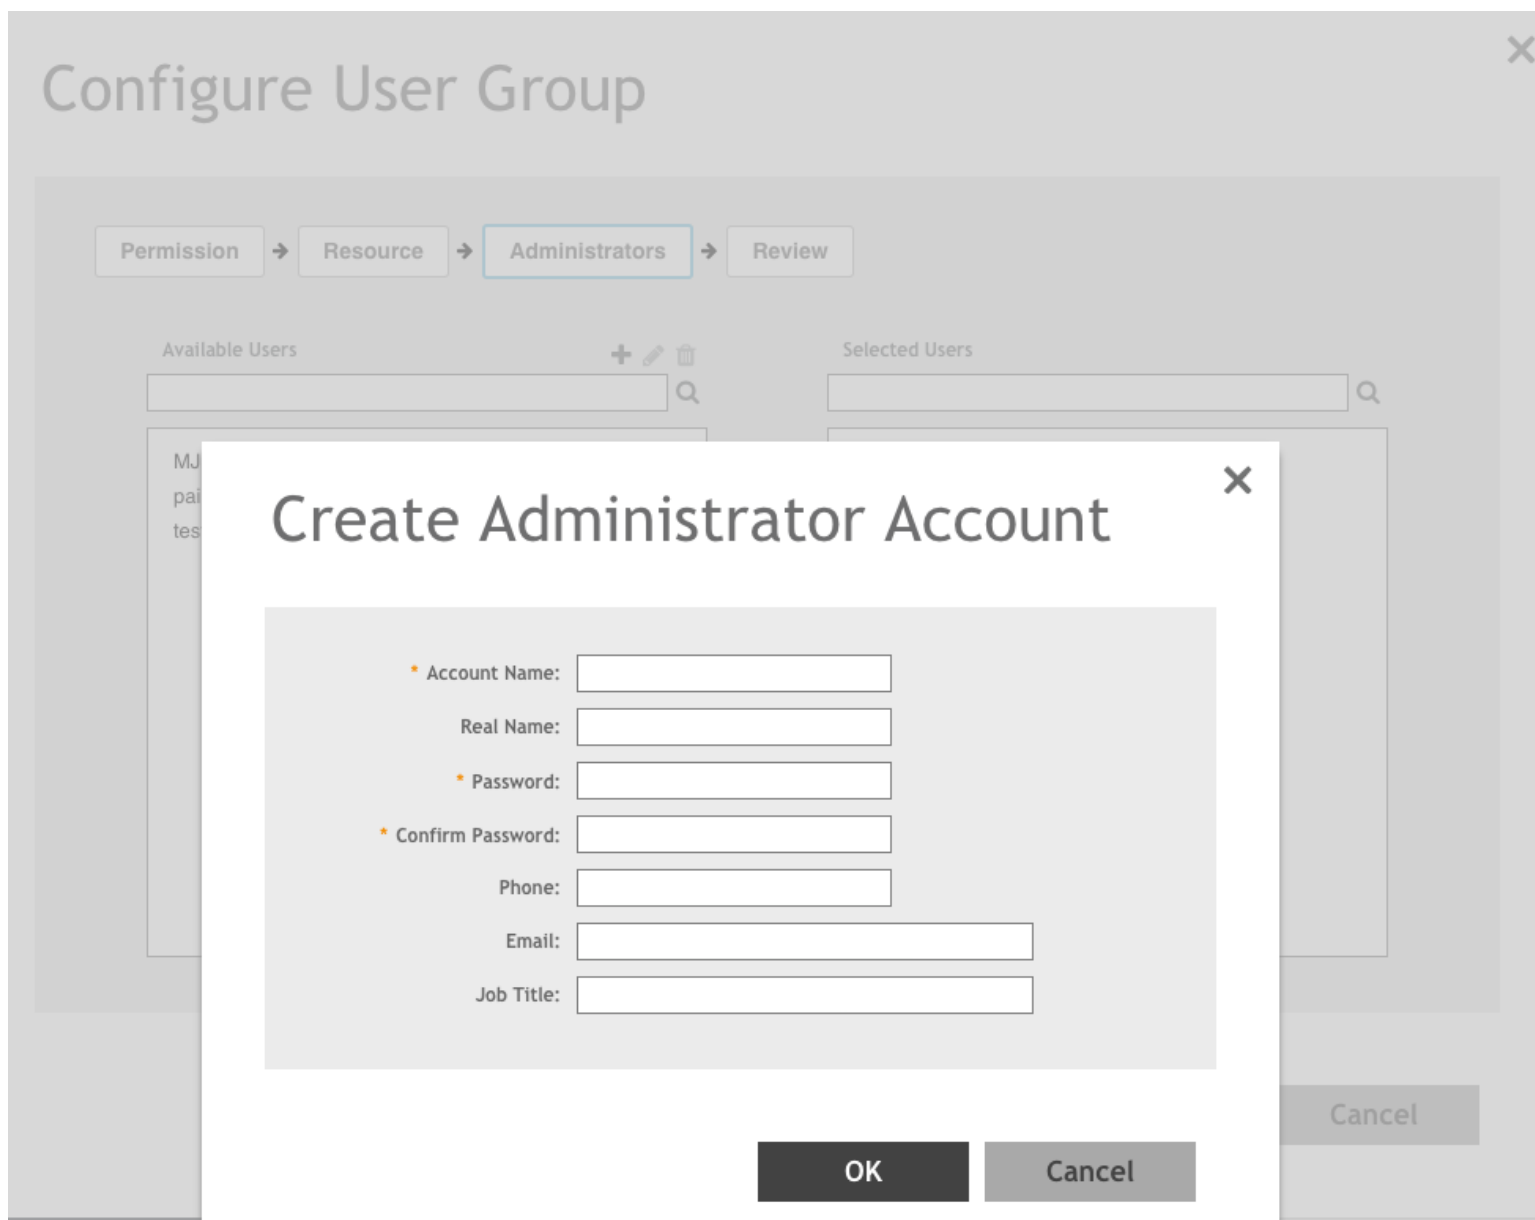 Configure User Group
Permission Resource Administrators Review
Available Users Selected Users
MJ
Create Administrator Account
* Account Name:
Real Name:
* Password:
* Confirm Password:
Phone:
Email:
Job Title:
Cancel
OK Cancel